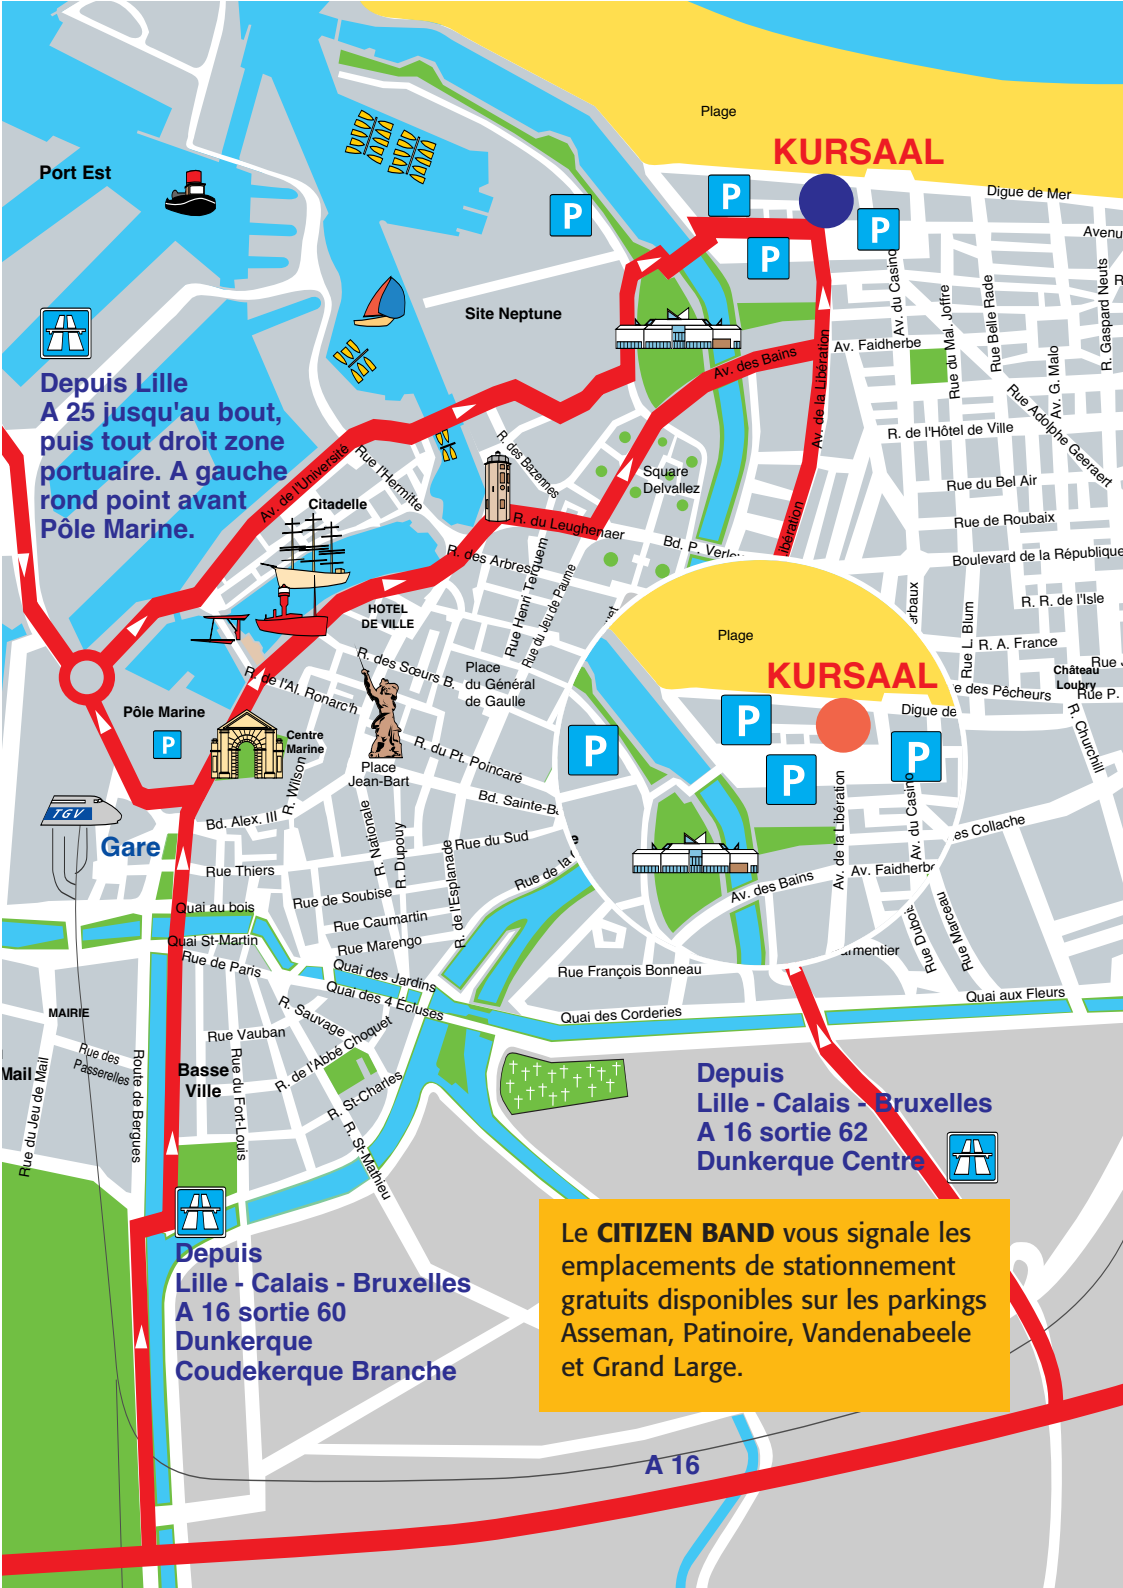 Plage
KURSAAL
Port Est
P
P
P
P
Digue de Mer
Avenu
Av. du Casino
Rue du Mal. Joffre
Rue Belle Rade
R. Gaspard Neuts
R
Site Neptune
Av. Faidherbe
Av. des Bains
Av. de la Libération
Av. G. Malo
Rue Adolphe Geeraert
R. de l'Hôtel de Ville
Depuis Lille
A 25 jusqu'au bout,
puis tout droit zone
portuaire. A gauche
rond point avant
Pôle Marine.
Av. de l'Université
Rue l'Hermitte
R. des Bazennes
Citadelle
Square
Delvallez
Rue du Bel Air
Rue de Roubaix
R. du Leughenaer
Bd. P. Verley
ibération
Boulevard de la République
R. des Arbres
Rue Henri Terquem
Rue du Jeu de Paume
HOTEL
DE VILLE
net
erbaux
R. R. de l'Isle
Rue L. Blum
R. A. France
Château
Loubry
Rue J
Rue P.
e des Pêcheurs
R. Churchill
R. des Sœurs B.
Place
du Général
de Gaulle
R. de l'Al. Ronarc'h
Plage
KURSAAL
Digue de
P
P
P
P
Pôle Marine
P
Centre
Marine
R. Wilson
Place
Jean-Bart
R. du Pt. Poincaré
Bd. Sainte-B
TGV
Gare
Bd. Alex. III
R. Nationale
R. Dupouy
R. de l'Esplanade
Rue du Sud
Rue de la
Rue Thiers
Rue de Soubise
Rue Caumartin
Rue Marengo
Av. de la Libération
Av. du Casino
es Collache
Av. Faidherbe
Av. des Bains
Rue Dubois
Rue Marceau
armentier
Quai au bois
Quai St-Martin
Rue de Paris
Quai des Jardins
Quai des 4 Écluses
Rue François Bonneau
Quai des Corderies
Quai aux Fleurs
MAIRIE
Mail
Rue du Jeu de Mail
Rue des
Passerelles
Route de Bergues
Rue Vauban
R. Sauvage
R. de l'Abbé Choquet
Basse
Ville
Rue du Fort-Louis
R. St-Charles
R. St-Mathieu
Depuis
Lille - Calais - Bruxelles
A 16 sortie 62
Dunkerque Centre
Depuis
Lille - Calais - Bruxelles
A 16 sortie 60
Dunkerque
Coudekerque Branche
Le CITIZEN BAND vous signale les
emplacements de stationnement
gratuits disponibles sur les parkings
Asseman, Patinoire, Vandenabeele
et Grand Large.
A 16